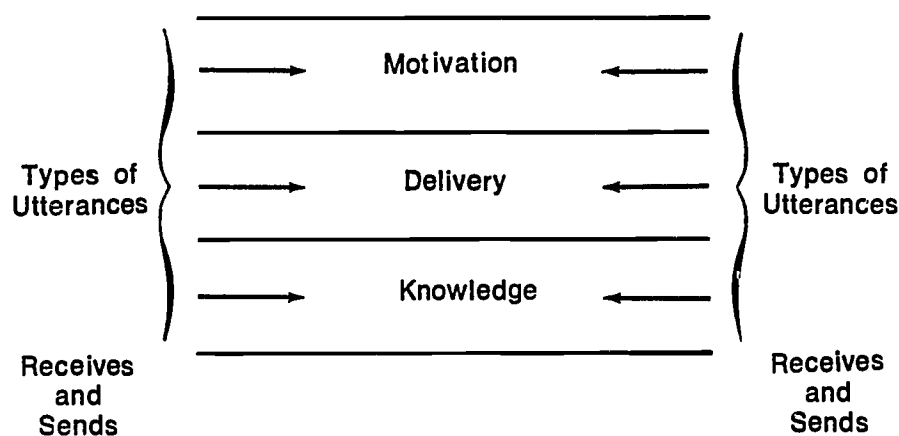 Motivation
Types of
Utterances
Delivery
Types of
Utterances
Knowledge
Receives
and
Sends
Receives
and
Sends